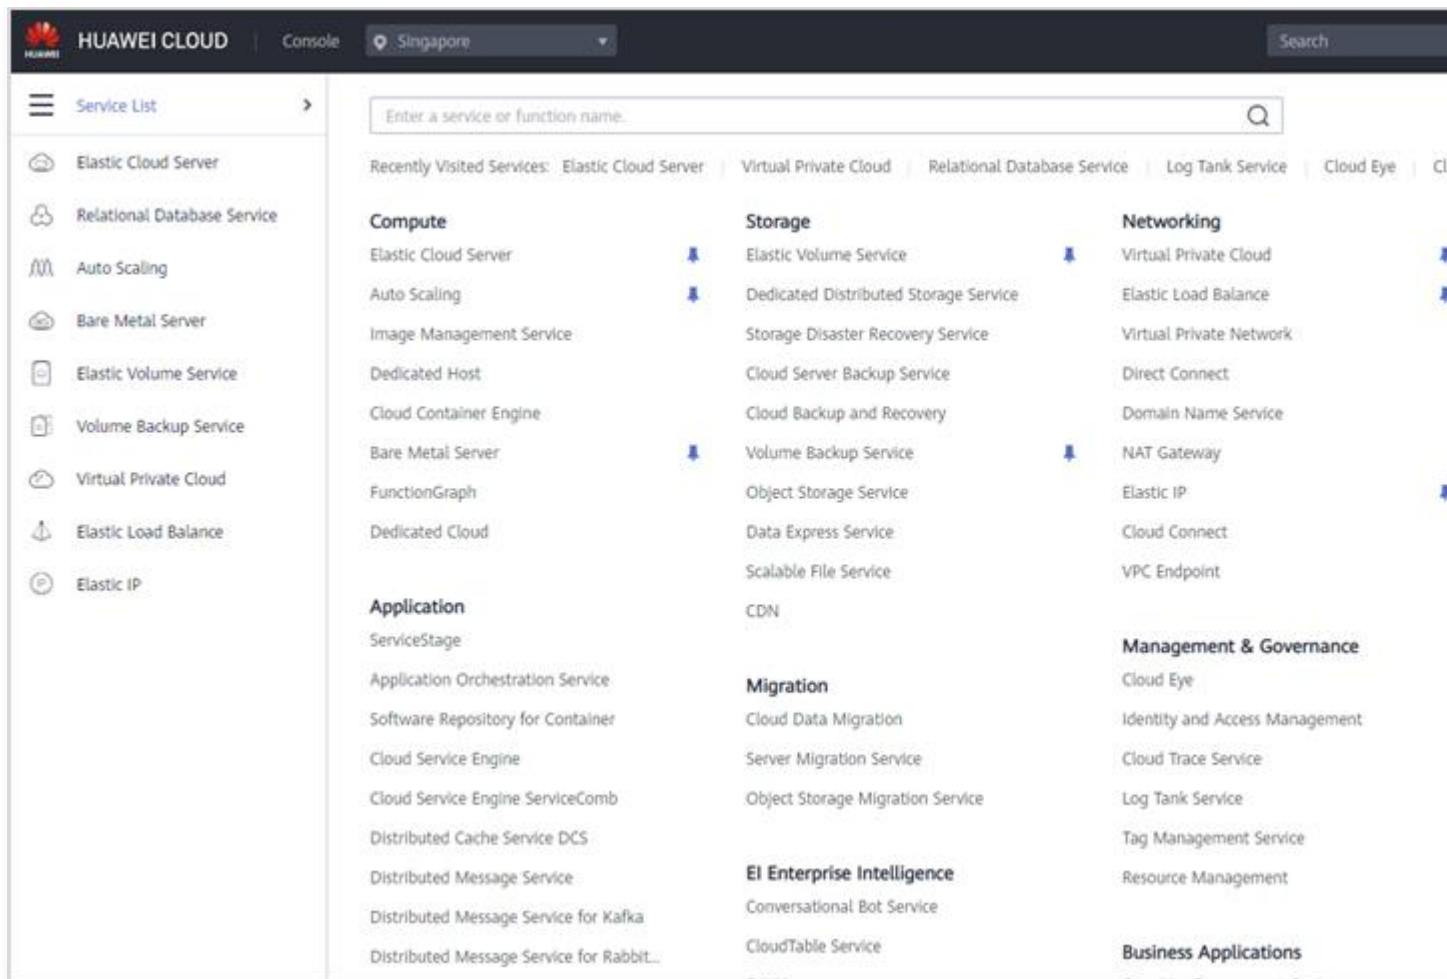 HUAWEI
HUAWEI CLOUD
Console
Singapore
Search
Service List
Elastic Cloud Server
Relational Database Service
Auto Scaling
Bare Metal Server
Elastic Volume Service
Volume Backup Service
Virtual Private Cloud
Elastic Load Balance
Elastic IP
Enter a service or function name.
Recently Visited Services: Elastic Cloud Server | Virtual Private Cloud | Relational Database Service | Log Tank Service | Cloud Eye
Compute
Elastic Cloud Server
Auto Scaling
Image Management Service
Dedicated Host
Cloud Container Engine
Bare Metal Server
FunctionGraph
Dedicated Cloud
Application
ServiceStage
Application Orchestration Service
Software Repository for Container
Cloud Service Engine
Cloud Service Engine ServiceComb
Distributed Cache Service DCS
Distributed Message Service
Distributed Message Service for Kafka
Distributed Message Service for Rabbit...
Storage
Elastic Volume Service
Dedicated Distributed Storage Service
Storage Disaster Recovery Service
Cloud Server Backup Service
Cloud Backup and Recovery
Volume Backup Service
Object Storage Service
Data Express Service
Scalable File Service
CDN
Migration
Cloud Data Migration
Server Migration Service
Object Storage Migration Service
EI Enterprise Intelligence
Conversational Bot Service
CloudTable Service
Networking
Virtual Private Cloud
Elastic Load Balance
Virtual Private Network
Direct Connect
Domain Name Service
NAT Gateway
Elastic IP
Cloud Connect
VPC Endpoint
Management & Governance
Cloud Eye
Identity and Access Management
Cloud Trace Service
Log Tank Service
Tag Management Service
Resource Management
Business Applications